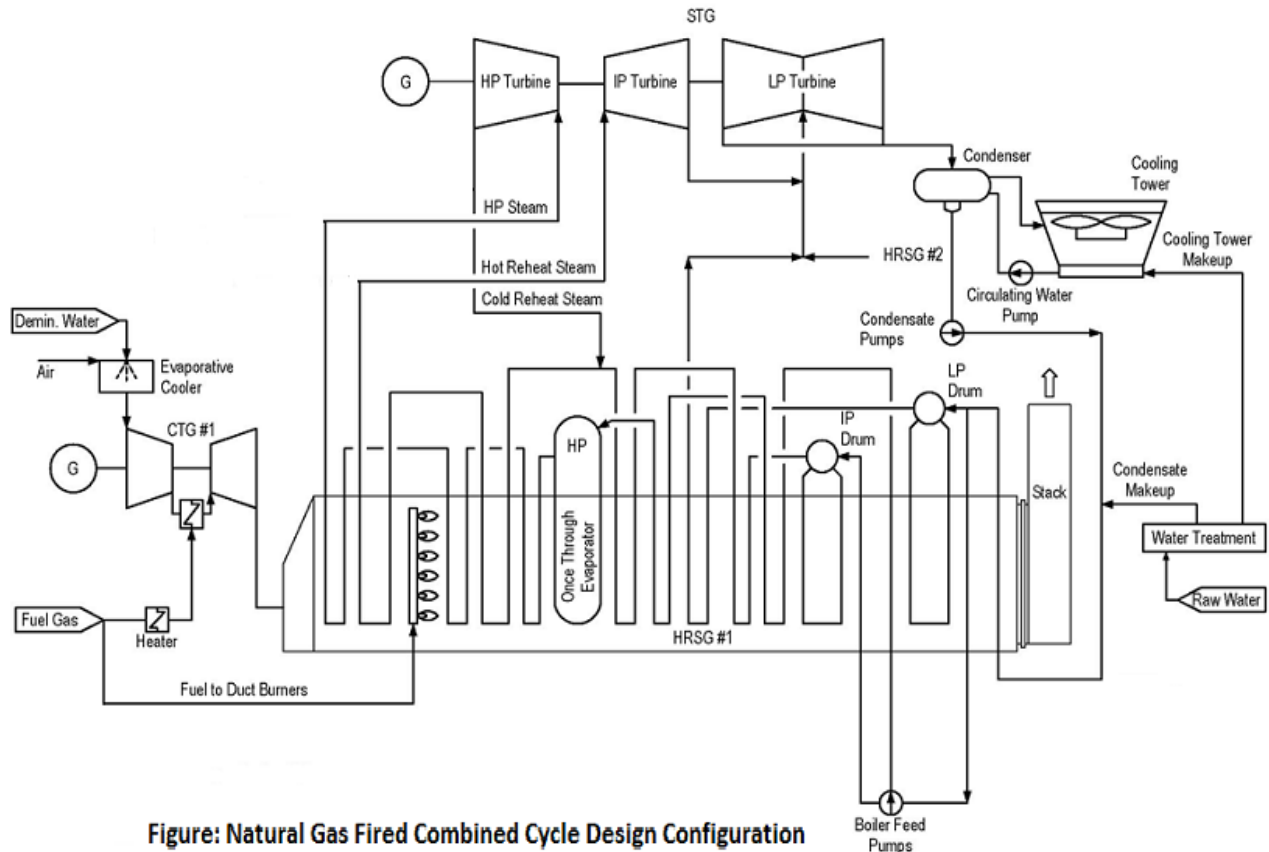 STG
G
HP Turbine
IP Turbine
LP Turbine
Condenser
Cooling
Tower
HP Steam
Cooling Tower
Makeup
Hot Reheat Steam
HRSG #2
Cold Reheat Steam
Circulating Water
Pump
Demin. Water
Condensate
Pumps
Air
Evaporative
Cooler
LP
Drum
CTG #1
IP
Drum
G
HP
Condensate
Makeup
Stack
Once Through
Evaporator
Water Treatment
Fuel Gas
Raw Water
Heater
HRSG #1
Fuel to Duct Burners
Boiler Feed
Pumps
Figure: Natural Gas Fired Combined Cycle Design Configuration